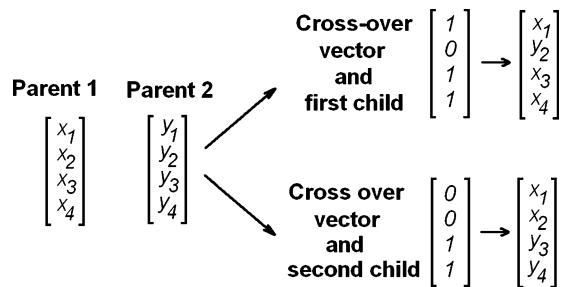 Parent 1
x1
x2
x3
x4
Parent 2
y1
y2
y3
y4
Cross-over
vector
and
first child
1
0
1
1
x1
y2
x3
x4
Cross over
vector
and
second child
0
0
1
1
x1
x2
y3
y4